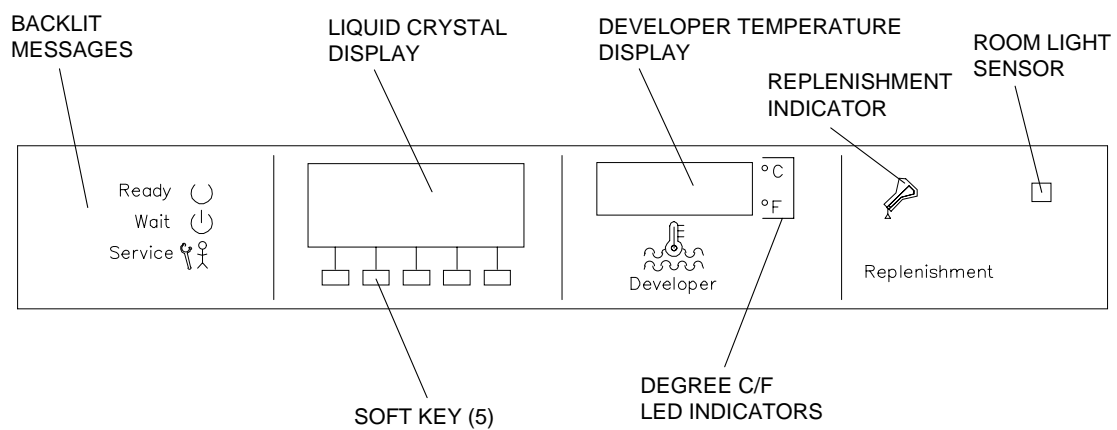 BACKLIT
MESSAGES
LIQUID CRYSTAL
DISPLAY
DEVELOPER TEMPERATURE
DISPLAY
REPLENISHMENT
INDICATOR
ROOM LIGHT
SENSOR
Ready
Wait
Service
°C
°F
Developer
Replenishment
SOFT KEY (5)
DEGREE C/F
LED INDICATORS